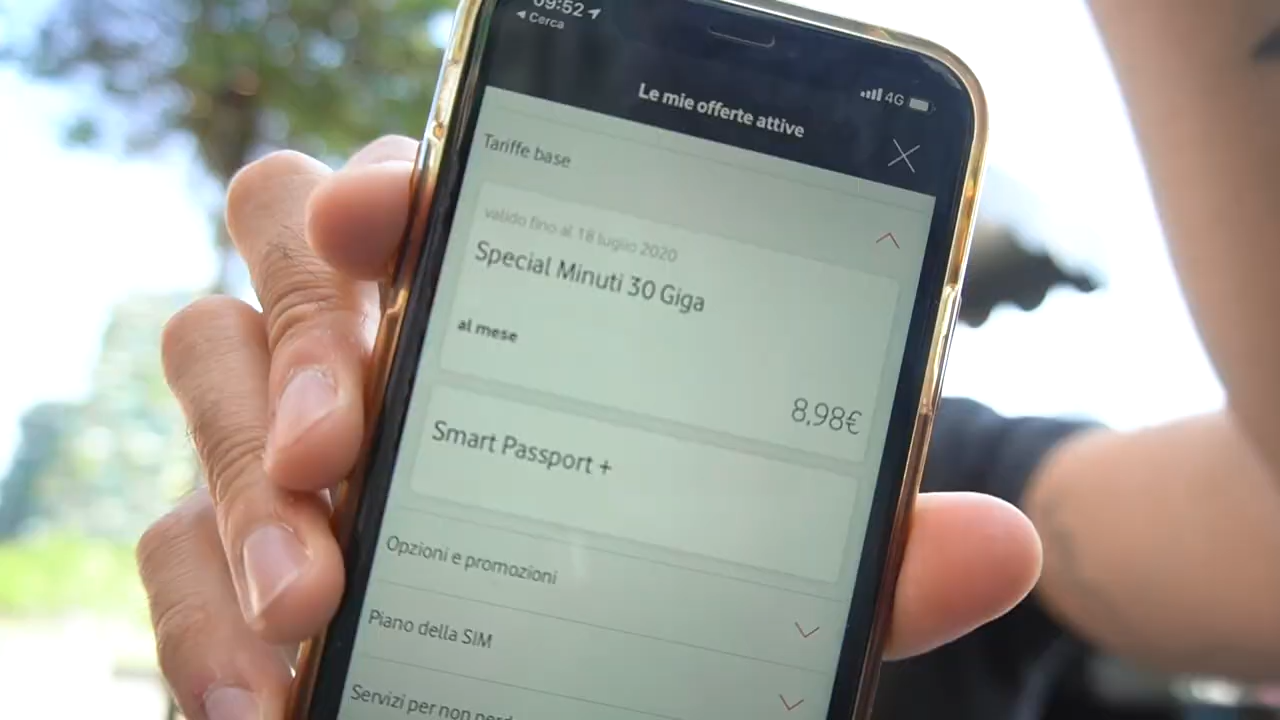 09:52
◀ Cerca
4G
Le mie offerte attive
Tariffe base
valido fino al 18 luglio 2020
Special Minuti 30 Giga
al mese
8,98€
Smart Passport +
Opzioni e promozioni
Piano della SIM
Servizi per non